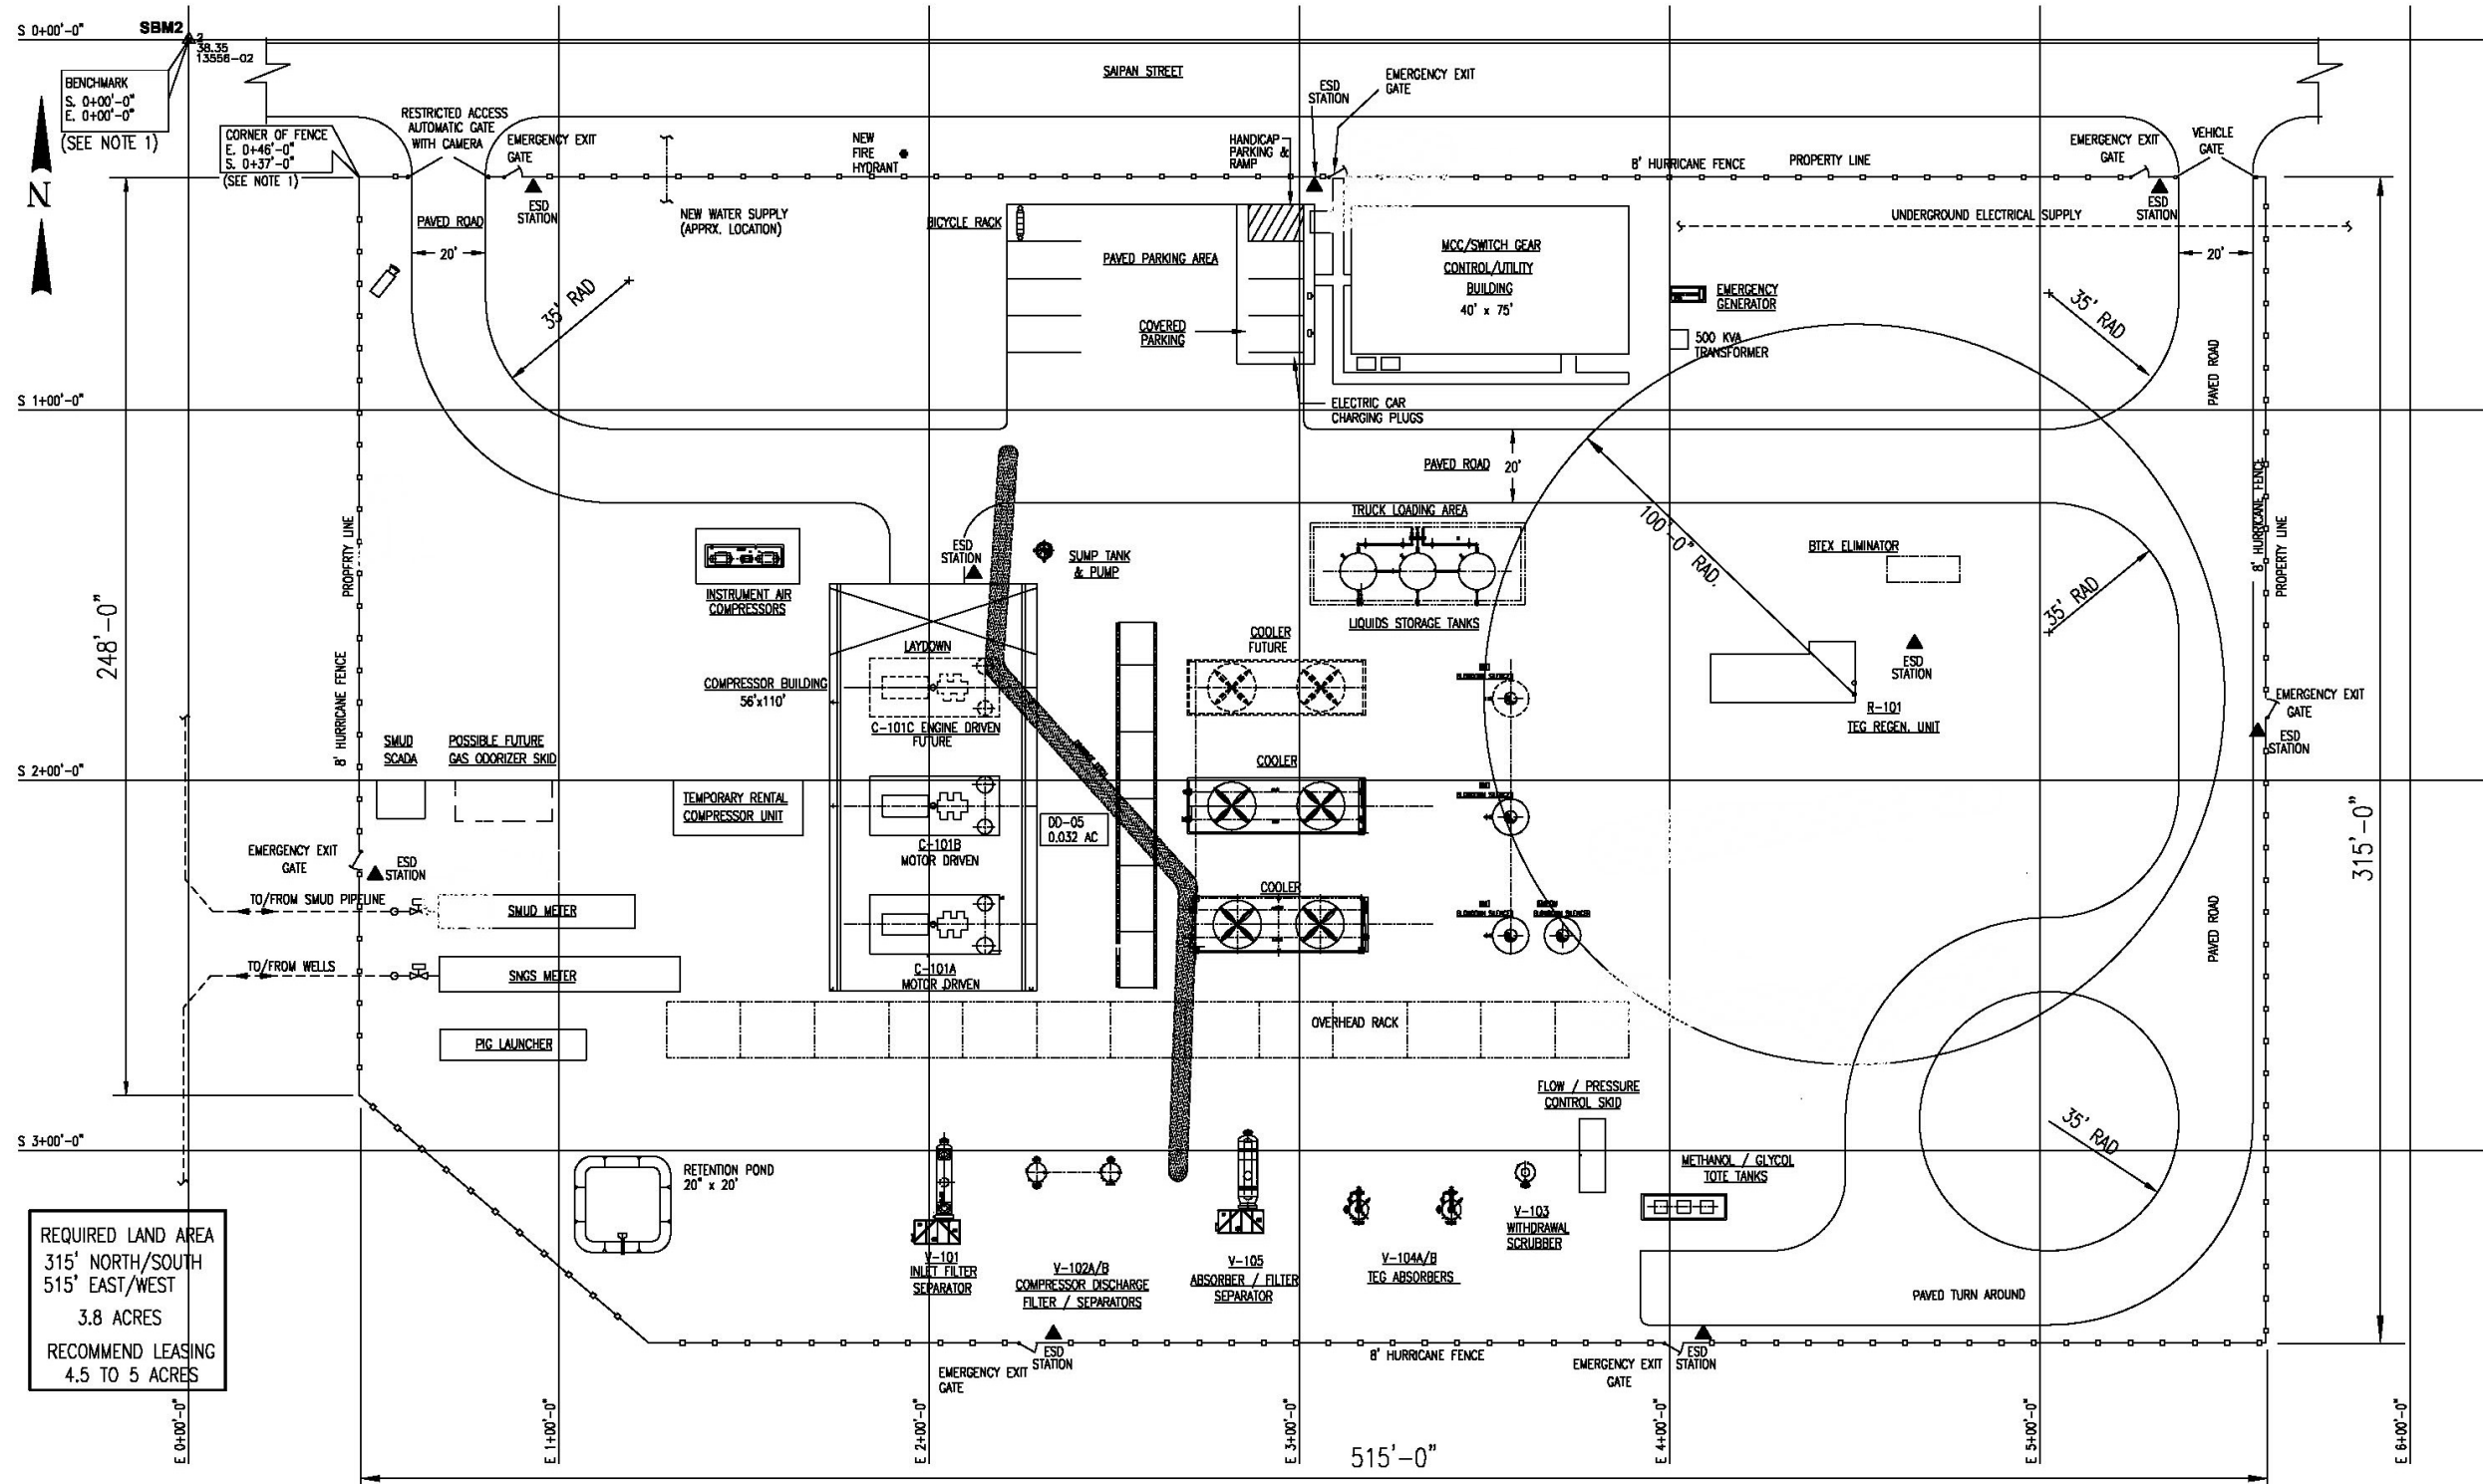 S 0+00'-0"
SBM2
2
38.35
13556-02
BENCHMARK
S. 0+00'-0"
E. 0+00'-0"
(SEE NOTE 1)
N
CORNER OF FENCE
E. 0+46'-0"
S. 0+37'-0"
(SEE NOTE 1)
RESTRICTED ACCESS
AUTOMATIC GATE
WITH CAMERA
EMERGENCY EXIT
GATE
ESD
STATION
PAVED ROAD
20'
35' RAD
NEW WATER SUPPLY
(APPRX. LOCATION)
NEW
FIRE
HYDRANT
SAIPAN STREET
BICYCLE RACK
PAVED PARKING AREA
COVERED
PARKING
HANDICAP
PARKING &
RAMP
ESD
STATION
EMERGENCY EXIT
GATE
MCC/SWITCH GEAR
CONTROL/UTILITY
BUILDING
40' x 75'
8' HURRICANE FENCE
PROPERTY LINE
UNDERGROUND ELECTRICAL SUPPLY
EMERGENCY EXIT
GATE
VEHICLE
GATE
ESD
STATION
20'
EMERGENCY
GENERATOR
500 KVA
TRANSFORMER
35' RAD
PAVED ROAD
S 1+00'-0"
ELECTRIC CAR
CHARGING PLUGS
PAVED ROAD
20'
8' HURRICANE FENCE
PROPERTY LINE
248'-0"
PROPERTY LINE
8' HURRICANE FENCE
INSTRUMENT AIR
COMPRESSORS
ESD
STATION
SUMP TANK
& PUMP
TRUCK LOADING AREA
LIQUIDS STORAGE TANKS
100'-0" RAD.
BTEX ELIMINATOR
35' RAD
ESD
STATION
R-101
TEG REGEN. UNIT
EMERGENCY EXIT
GATE
ESD
STATION
LAYDOWN
COMPRESSOR BUILDING
56'x110'
C-101C ENGINE DRIVEN
FUTURE
COOLER
FUTURE
SMUD
SCADA
POSSIBLE FUTURE
GAS ODORIZER SKID
S 2+00'-0"
TEMPORARY RENTAL
COMPRESSOR UNIT
C-101B
MOTOR DRIVEN
DD-05
0.032 AC
COOLER
315'-0"
EMERGENCY EXIT
GATE
ESD
STATION
TO/FROM SMUD PIPELINE
SMUD METER
TO/FROM WELLS
SNGS METER
C-101A
MOTOR DRIVEN
COOLER
PAVED ROAD
PIG LAUNCHER
OVERHEAD RACK
FLOW / PRESSURE
CONTROL SKID
S 3+00'-0"
RETENTION POND
20' x 20'
V-101
INLET FILTER
SEPARATOR
V-102A/B
COMPRESSOR DISCHARGE
FILTER / SEPARATORS
V-105
ABSORBER / FILTER
SEPARATOR
V-104A/B
TEG ABSORBERS
V-103
WITHDRAWAL
SCRUBBER
METHANOL / GLYCOL
TOTE TANKS
35' RAD
PAVED TURN AROUND
REQUIRED LAND AREA
315' NORTH/SOUTH
515' EAST/WEST
3.8 ACRES
RECOMMEND LEASING
4.5 TO 5 ACRES
EMERGENCY EXIT
GATE
ESD
STATION
8' HURRICANE FENCE
EMERGENCY EXIT
GATE
ESD
STATION
E 0+00'-0"
E 1+00'-0"
E 2+00'-0"
E 3+00'-0"
E 4+00'-0"
E 5+00'-0"
E 6+00'-0"
515'-0"